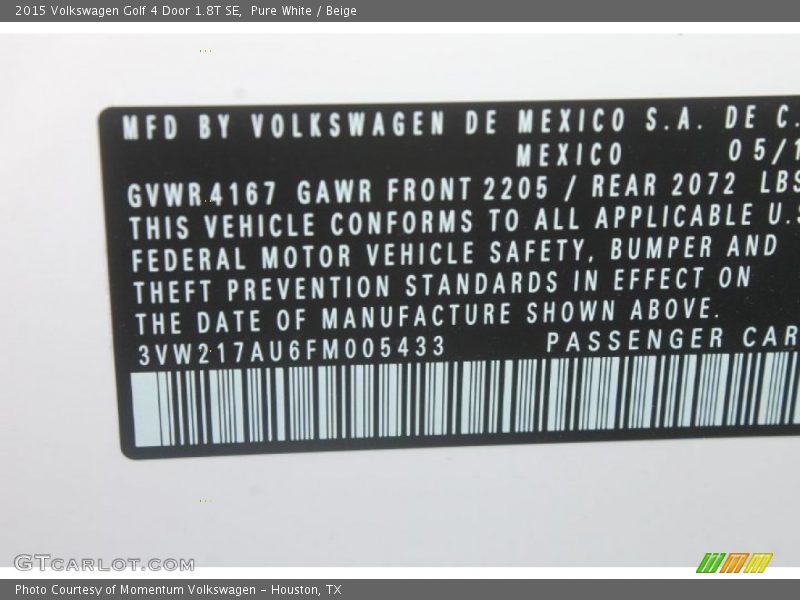 2015 Volkswagen Golf 4 Door 1.8T SE,  Pure White / Beige
MFD BY VOLKSWAGEN DE MEXICO S.A. DE C.
MEXICO 05/1
GVWR 4167 GAWR FRONT 2205 / REAR 2072 LBS
THIS VEHICLE CONFORMS TO ALL APPLICABLE U.S
FEDERAL MOTOR VEHICLE SAFETY, BUMPER AND
THEFT PREVENTION STANDARDS IN EFFECT ON
THE DATE OF MANUFACTURE SHOWN ABOVE.
3VW217AU6FM005433 PASSENGER CAR
GTCARLOT.COM
Photo Courtesy of Momentum Volkswagen - Houston, TX